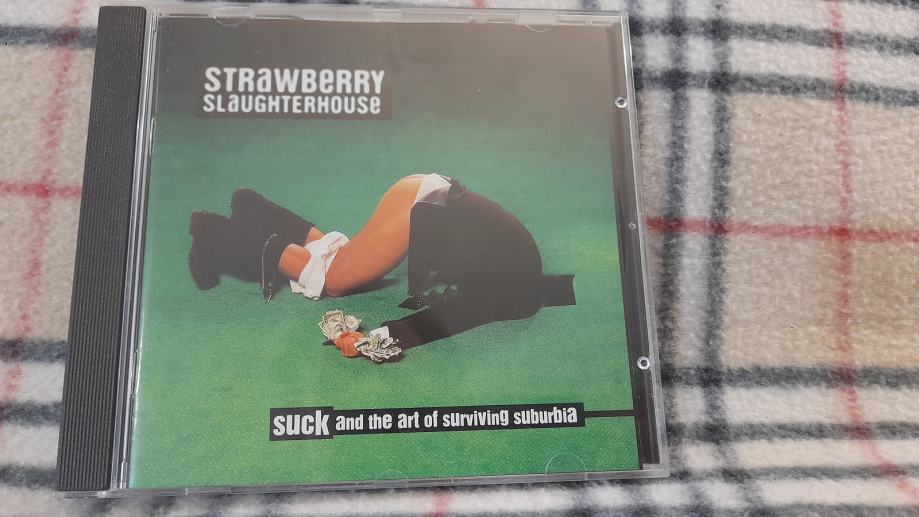 STRAWBERRY
SLAUGHTERHOUSE
suck and the art of surviving suburbia